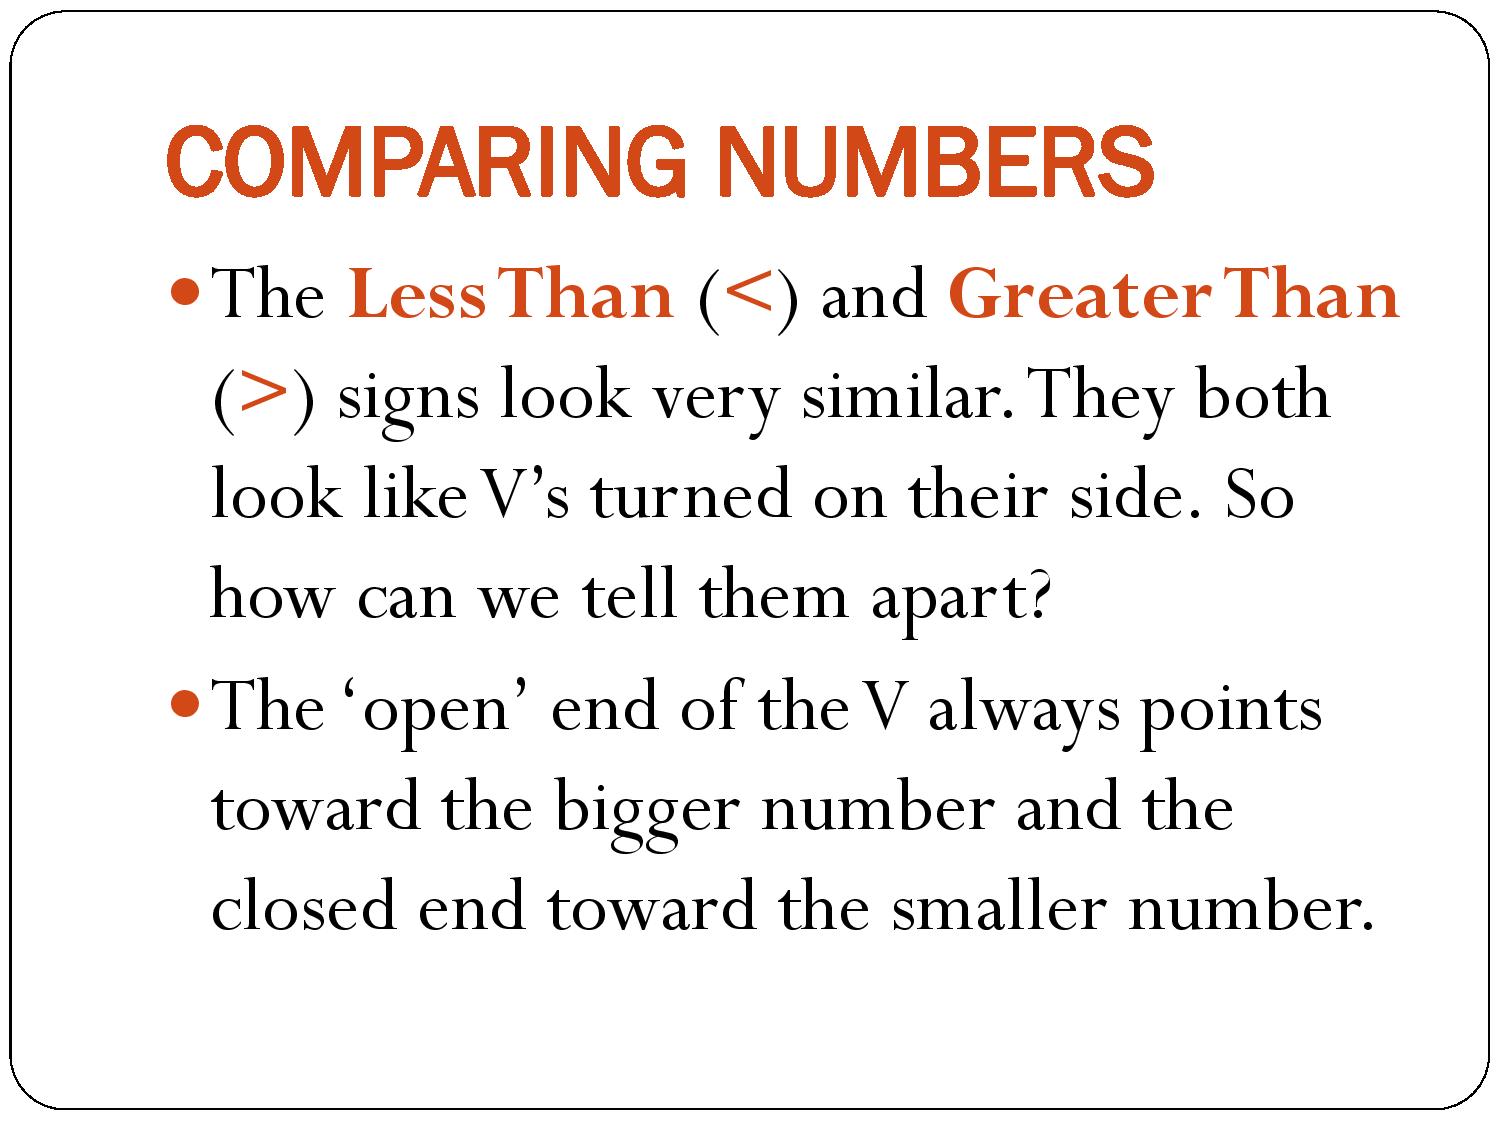 COMPARING NUMBERS
• The Less Than (<) and Greater Than
(>) signs look very similar. They both
look like V’s turned on their side. So
how can we tell them apart?
• The ‘open’ end of the V always points
toward the bigger number and the
closed end toward the smaller number.